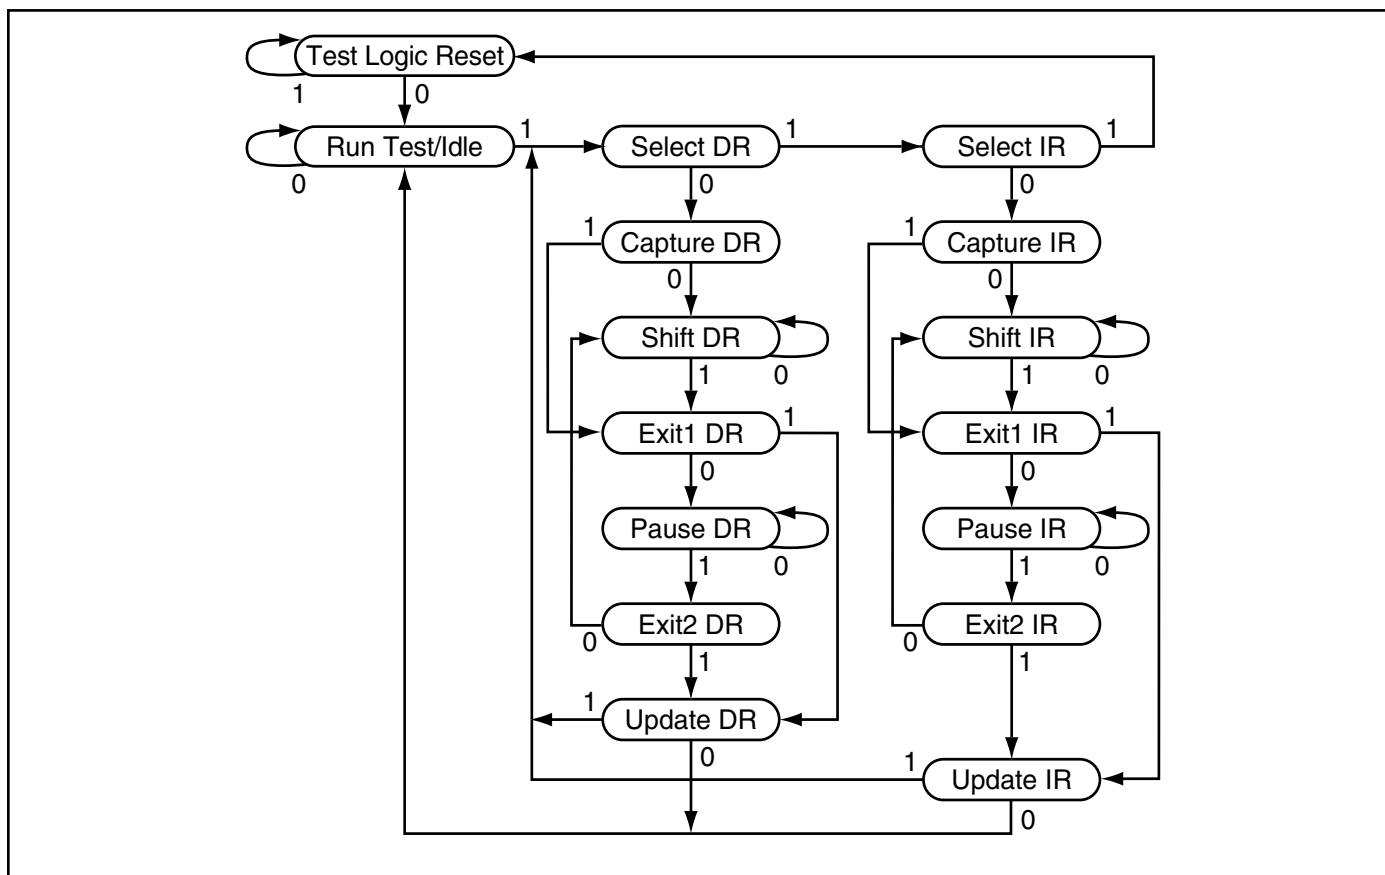 Test Logic Reset
1 0
Run Test/Idle 1 Select DR 1 Select IR 1
0 0 0
1 Capture DR 1 Capture IR
0 0
Shift DR Shift IR
1 0 1 0
Exit1 DR 1 Exit1 IR 1
0 0
Pause DR Pause IR
1 0 1 0
Exit2 DR Exit2 IR
0 1 0 1
1 Update DR
0 1 Update IR
0